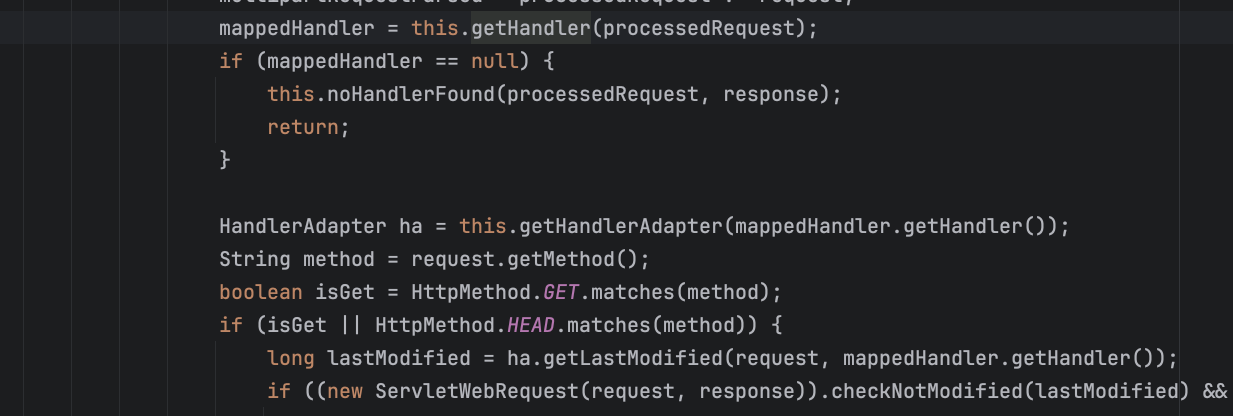 mappedHandler = this.getHandler(processedRequest);
if (mappedHandler == null) {
this.noHandlerFound(processedRequest, response);
return;
}
HandlerAdapter ha = this.getHandlerAdapter(mappedHandler.getHandler());
String method = request.getMethod();
boolean isGet = HttpMethod.GET.matches(method);
if (isGet || HttpMethod.HEAD.matches(method)) {
long lastModified = ha.getLastModified(request, mappedHandler.getHandler());
if ((new ServletWebRequest(request, response)).checkNotModified(lastModified) &&